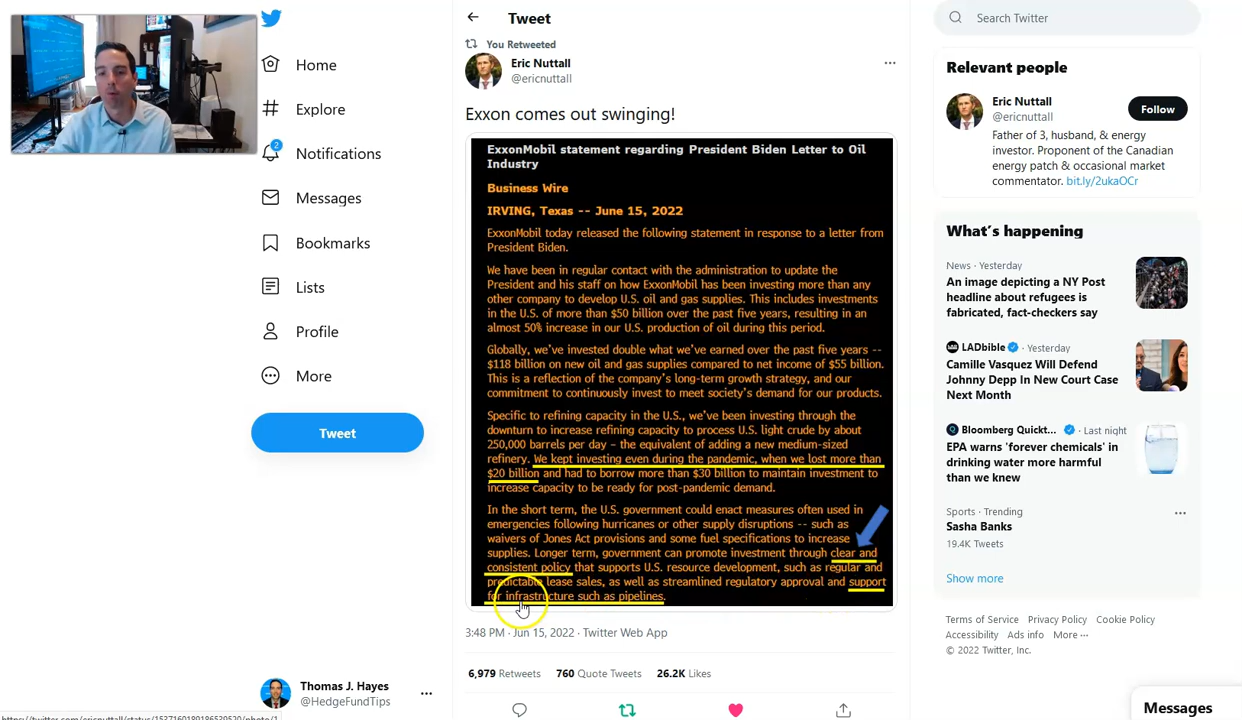 Home
Explore
2
Notifications
Messages
Bookmarks
Lists
Profile
More
Tweet
Thomas J. Hayes
@HedgeFundTips
Tweet
You Retweeted
Eric Nuttall
@ericnuttall
Exxon comes out swinging!
ExxonMobil statement regarding President Biden Letter to Oil
Industry
Business Wire
IRVING, Texas -- June 15, 2022
ExxonMobil today released the following statement in response to a letter from
President Biden.
We have been in regular contact with the administration to update the
President and his staff on how ExxonMobil has been investing more than any
other company to develop U.S. oil and gas supplies. This includes investments
in the U.S. of more than $50 billion over the past five years, resulting in an
almost 50% increase in our U.S. production of oil during this period.
Globally, we've invested double what we've earned over the past five years --
$118 billion on new oil and gas supplies compared to net income of $55 billion.
This is a reflection of the company's long-term growth strategy, and our
commitment to continuously invest to meet society's demand for our products.
Specific to refining capacity in the U.S., we've been investing through the
downturn to increase refining capacity to process U.S. light crude by about
250,000 barrels per day – the equivalent of adding a new medium-sized
refinery. We kept investing even during the pandemic, when we lost more than
$20 billion and had to borrow more than $30 billion to maintain investment to
increase capacity to be ready for post-pandemic demand.
In the short term, the U.S. government could enact measures often used in
emergencies following hurricanes or other supply disruptions -- such as
waivers of Jones Act provisions and some fuel specifications to increase
supplies. Longer term, government can promote investment through clear and
consistent policy that supports U.S. resource development, such as regular and
predictable lease sales, as well as streamlined regulatory approval and support
for infrastructure such as pipelines.
3:48 PM · Jun 15, 2022 · Twitter Web App
6,979 Retweets 760 Quote Tweets 26.2K Likes
Search Twitter
Relevant people
Eric Nuttall
@ericnuttall
Follow
Father of 3, husband, & energy
investor. Proponent of the Canadian
energy patch & occasional market
commentator. bit.ly/2ukaOCr
What's happening
News · Yesterday
An image depicting a NY Post
headline about refugees is
fabricated, fact-checkers say
LADbible · Yesterday
Camille Vasquez Will Defend
Johnny Depp In New Court Case
Next Month
Bloomberg Quickt... · Last night
EPA warns 'forever chemicals' in
drinking water more harmful
than we knew
Sports · Trending
Sasha Banks
19.4K Tweets
Show more
Terms of Service Privacy Policy Cookie Policy
Accessibility Ads info More
© 2022 Twitter, Inc.
Messages